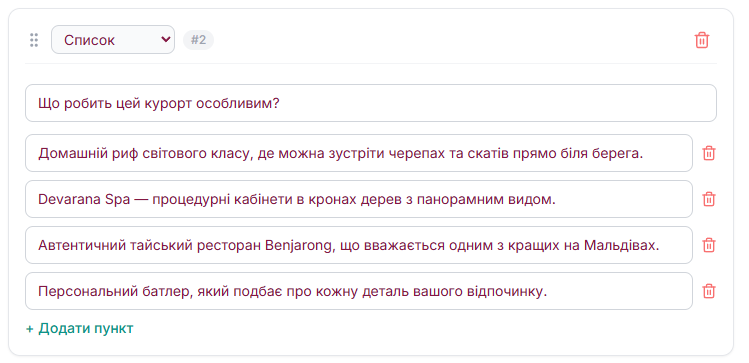 Список #2
Що робить цей курорт особливим?
Домашній риф світового класу, де можна зустріти черепах та скатів прямо біля берега.
Devarana Spa — процедурні кабінети в кронах дерев з панорамним видом.
Автентичний тайський ресторан Benjarong, що вважається одним з кращих на Мальдівах.
Персональний батлер, який подбає про кожну деталь вашого відпочинку.
+ Додати пункт